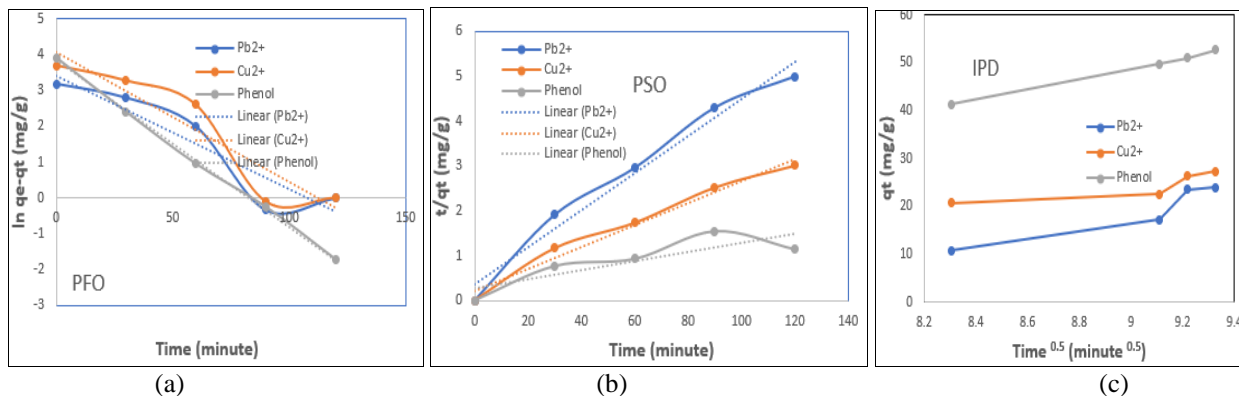 5
4
3
2
1
0
-1
-2
-3
0
50
100
150
ln qe-qt (mg/g)
Time (minute)
Pb2+
Cu2+
Phenol
Linear (Pb2+)
Linear (Cu2+)
Linear (Phenol)
PFO
(a)
6
5
4
3
2
1
0
0 20 40 60 80 100 120 140
t/qt (mg/g)
Time (minute)
Pb2+
Cu2+
Phenol
Linear (Pb2+)
Linear (Cu2+)
Linear (Phenol)
PSO
(b)
60
50
40
30
20
10
0
8.2 8.4 8.6 8.8 9 9.2 9.4
qt (mg/g)
Time 0.5 (minute 0.5)
IPD
Pb2+
Cu2+
Phenol
(c)